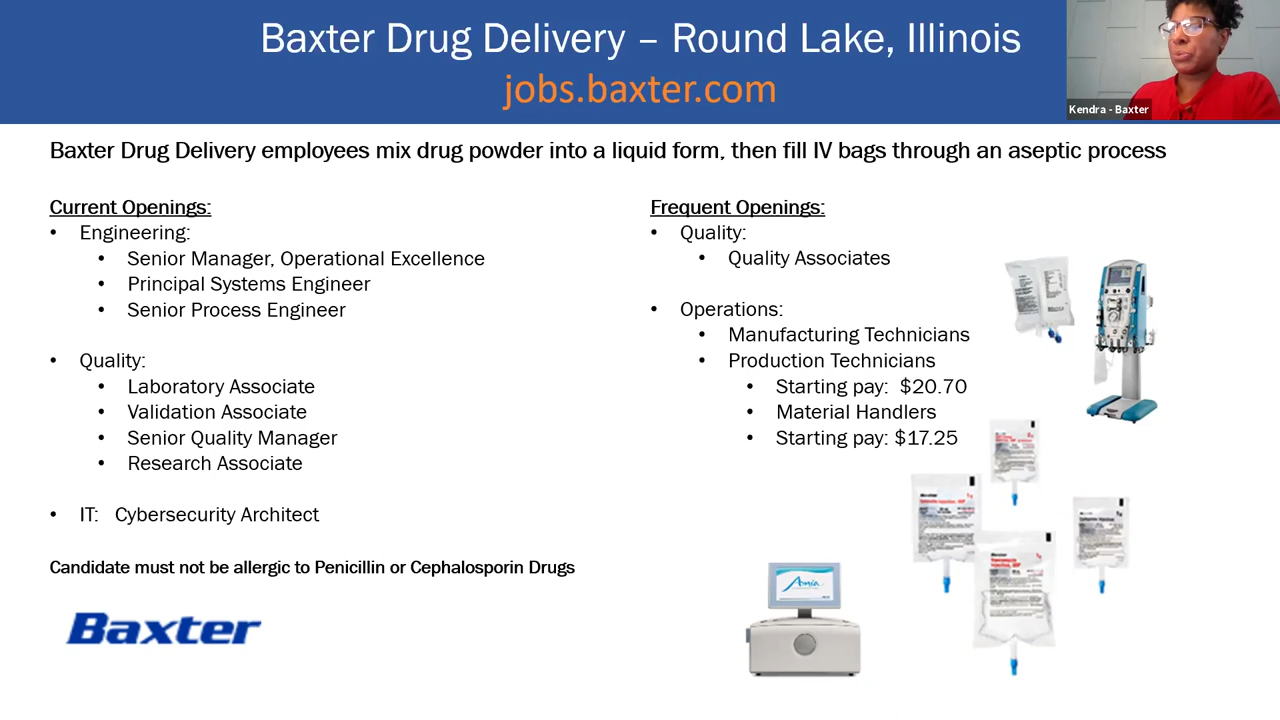 Baxter Drug Delivery – Round Lake, Illinois
jobs.baxter.com
Kendra - Baxter
Baxter Drug Delivery employees mix drug powder into a liquid form, then fill IV bags through an aseptic process
Current Openings:
• Engineering:
• Senior Manager, Operational Excellence
• Principal Systems Engineer
• Senior Process Engineer
• Quality:
• Laboratory Associate
• Validation Associate
• Senior Quality Manager
• Research Associate
• IT: Cybersecurity Architect
Candidate must not be allergic to Penicillin or Cephalosporin Drugs
Baxter
Frequent Openings:
• Quality:
• Quality Associates
• Operations:
• Manufacturing Technicians
• Production Technicians
• Starting pay: $20.70
• Material Handlers
• Starting pay: $17.25
Baxter
Baxter
Amia